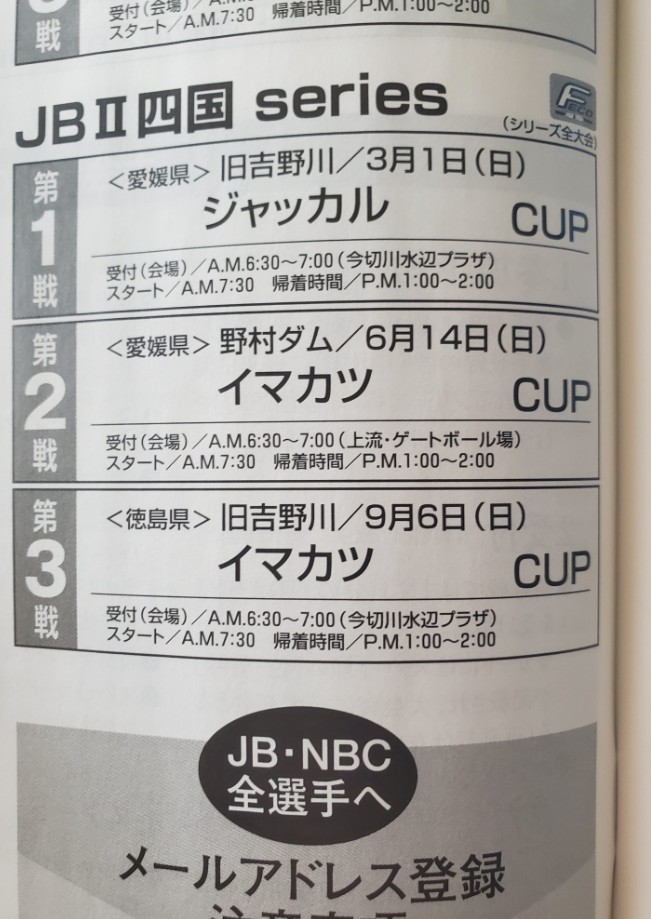 戦
受付(会場)／A.M.
P.M.1:00〜2:00
スタート／A.M.7:30　帰着時間／P.M.1:00〜2:00
JBⅡ四国 series
(シリーズ全大会)
第1戦
＜愛媛県＞ 旧吉野川／3月1日(日)
ジャッカル CUP
受付(会場)／A.M.6:30〜7:00(今切川水辺プラザ)
スタート／A.M.7:30　帰着時間／P.M.1:00〜2:00
第2戦
＜愛媛県＞ 野村ダム／6月14日(日)
イマカツ CUP
受付(会場)／A.M.6:30〜7:00(上流・ゲートボール場)
スタート／A.M.7:30　帰着時間／P.M.1:00〜2:00
第3戦
＜徳島県＞ 旧吉野川／9月6日(日)
イマカツ CUP
受付(会場)／A.M.6:30〜7:00(今切川水辺プラザ)
スタート／A.M.7:30　帰着時間／P.M.1:00〜2:00
JB・NBC
全選手へ
メールアドレス登録